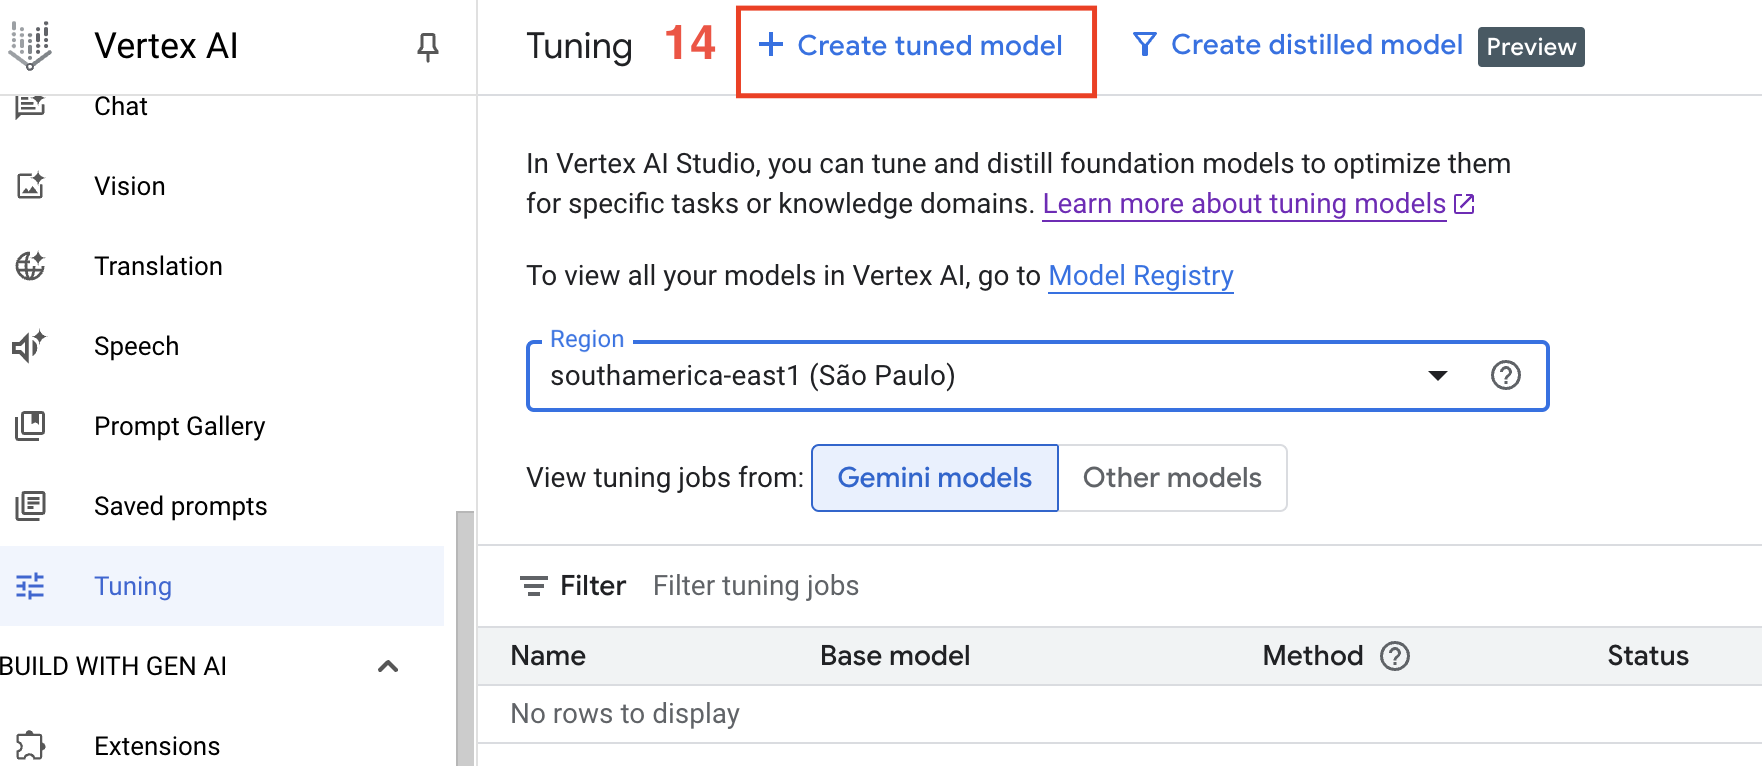 Vertex AI
Tuning 14 Create tuned model Create distilled model Preview
Chat
Vision
Translation
Speech
Prompt Gallery
Saved prompts
Tuning
BUILD WITH GEN AI
Extensions
In Vertex AI Studio, you can tune and distill foundation models to optimize them
for specific tasks or knowledge domains. Learn more about tuning models
To view all your models in Vertex AI, go to Model Registry
Region
southamerica-east1 (São Paulo)
View tuning jobs from: Gemini models Other models
Filter Filter tuning jobs
Name Base model Method Status
No rows to display